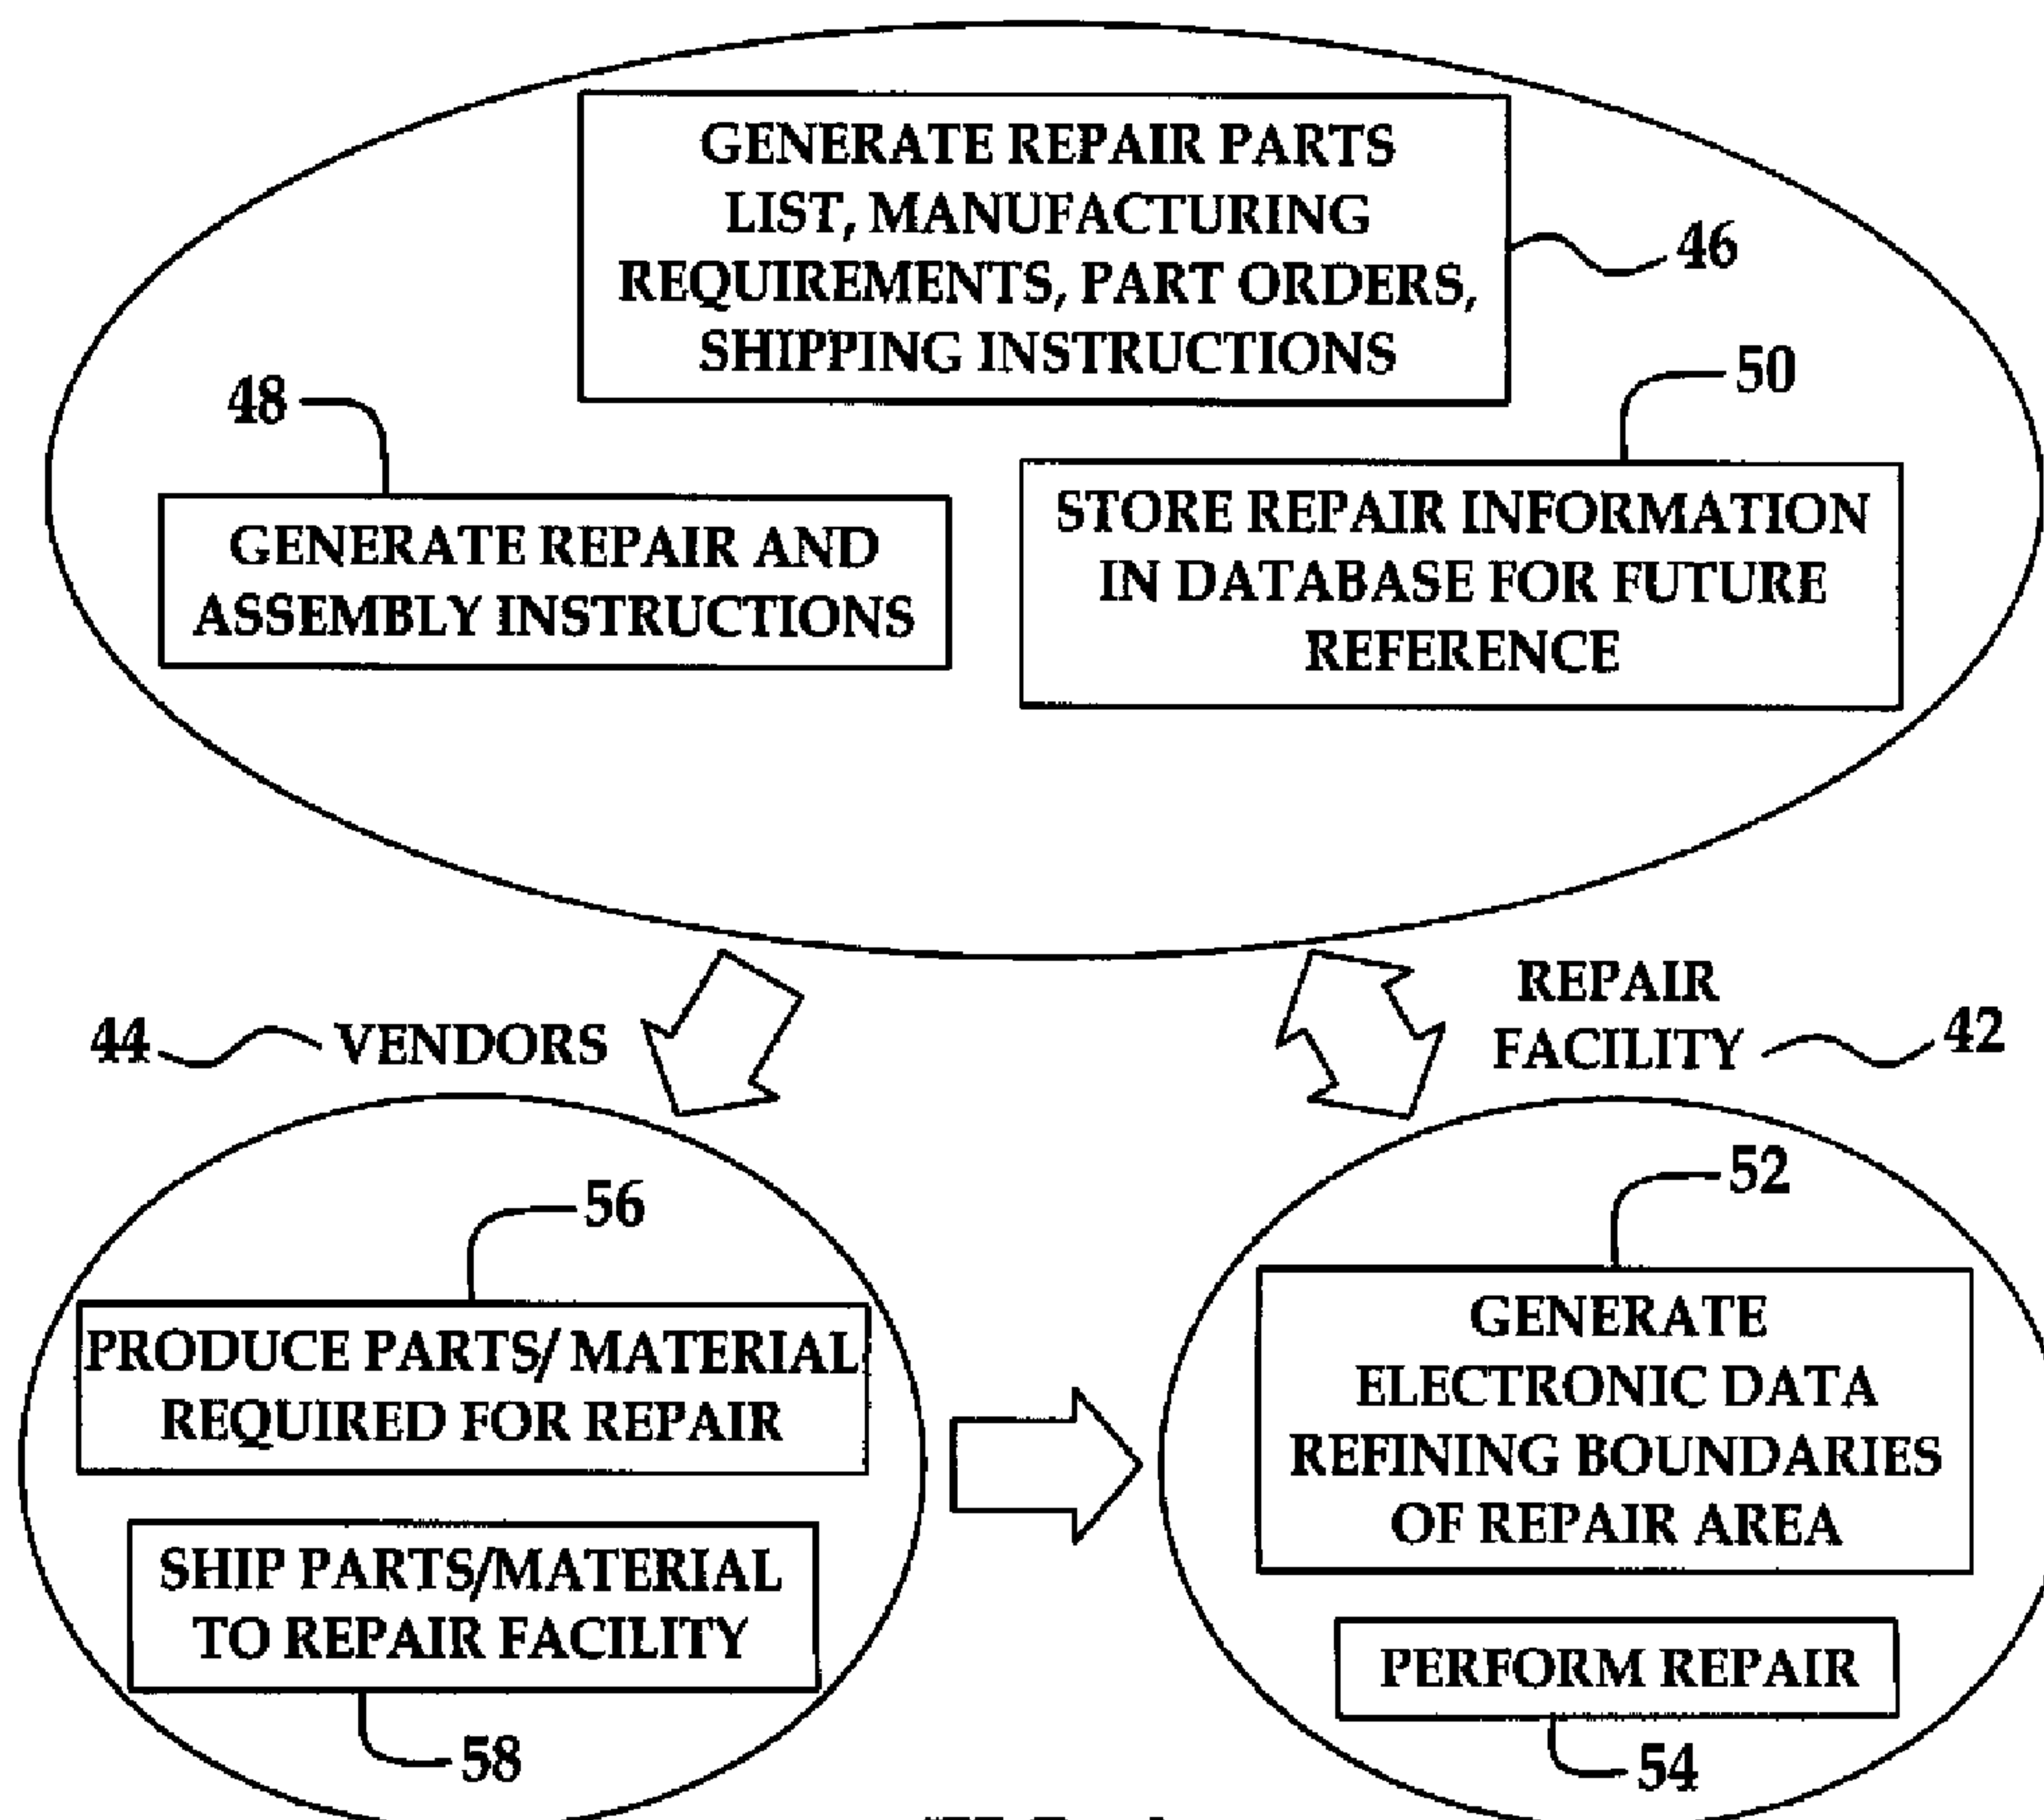 GENERATE REPAIR PARTS
LIST, MANUFACTURING
REQUIREMENTS, PART ORDERS,
SHIPPING INSTRUCTIONS
46
48
50
GENERATE REPAIR AND
ASSEMBLY INSTRUCTIONS
STORE REPAIR INFORMATION
IN DATABASE FOR FUTURE
REFERENCE
44
VENDORS
REPAIR
FACILITY
42
56
PRODUCE PARTS/ MATERIAL
REQUIRED FOR REPAIR
SHIP PARTS/MATERIAL
TO REPAIR FACILITY
58
52
GENERATE
ELECTRONIC DATA
REFINING BOUNDARIES
OF REPAIR AREA
PERFORM REPAIR
54